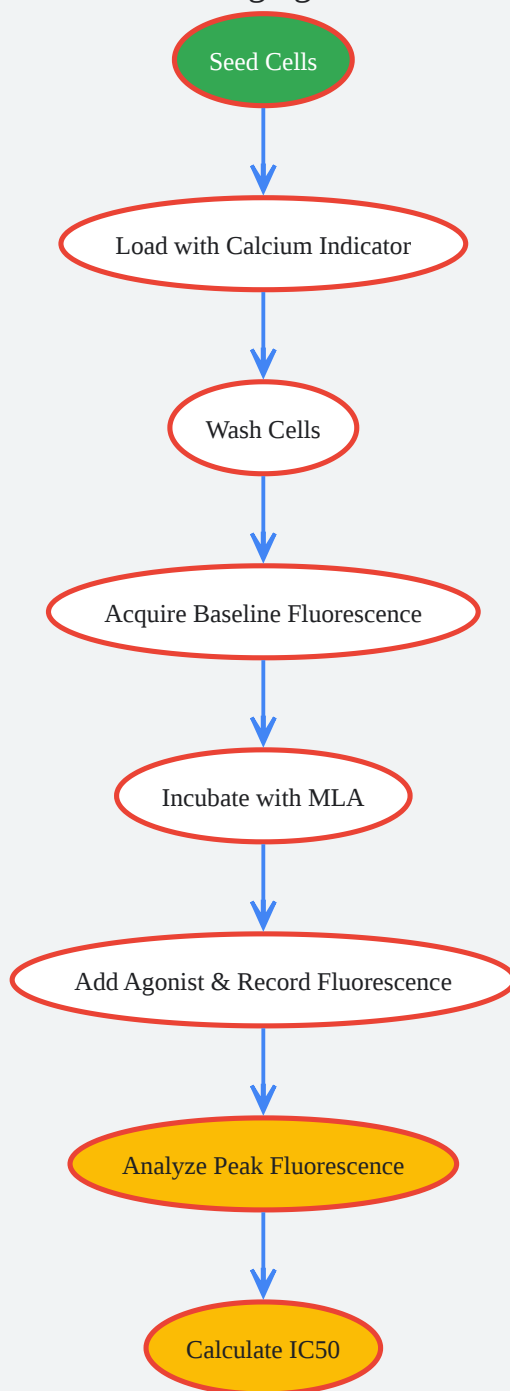 Seed Cells
Load with Calcium Indicator
Wash Cells
Acquire Baseline Fluorescence
Incubate with MLA
Add Agonist & Record Fluorescence
Analyze Peak Fluorescence
Calculate IC50